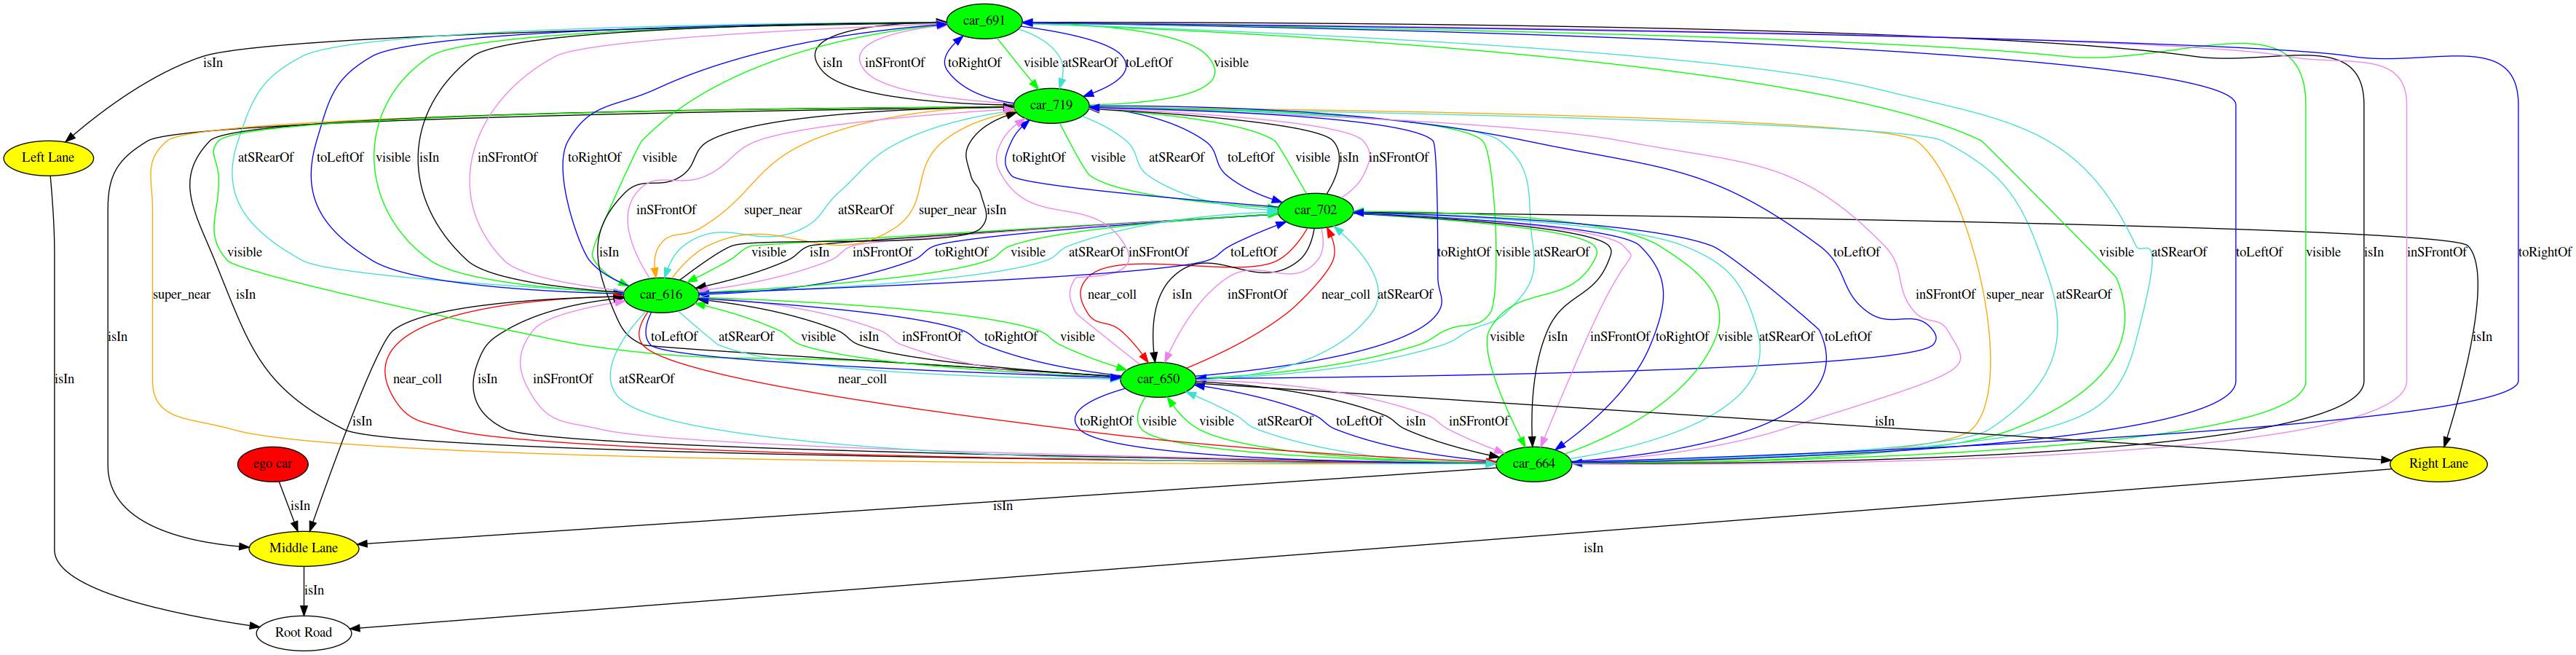 car_691
isIn isIn inSFrontOf toRightOf visible atSRearOf toLeftOf visible
car_719
Left Lane atSRearOf toLeftOf visible isIn inSFrontOf toRightOf visible toRightOf visible atSRearOf toLeftOf visible isIn inSFrontOf
inSFrontOf super_near atSRearOf super_near isIn car_702
visible isIn visible isIn inSFrontOf toRightOf visible atSRearOf inSFrontOf toLeftOf toRightOf visible atSRearOf toLeftOf visible atSRearOf toLeftOf visible isIn inSFrontOf toRightOf
super_near isIn car_616 near_coll isIn inSFrontOf near_coll atSRearOf inSFrontOf super_near atSRearOf
isIn toLeftOf atSRearOf visible isIn inSFrontOf toRightOf visible visible isIn inSFrontOf toRightOf visible atSRearOf toLeftOf isIn
isIn near_coll isIn inSFrontOf atSRearOf near_coll car_650
isIn toRightOf visible visible atSRearOf toLeftOf isIn inSFrontOf isIn
ego car car_664 Right Lane
isIn isIn
Middle Lane isIn
isIn
Root Road